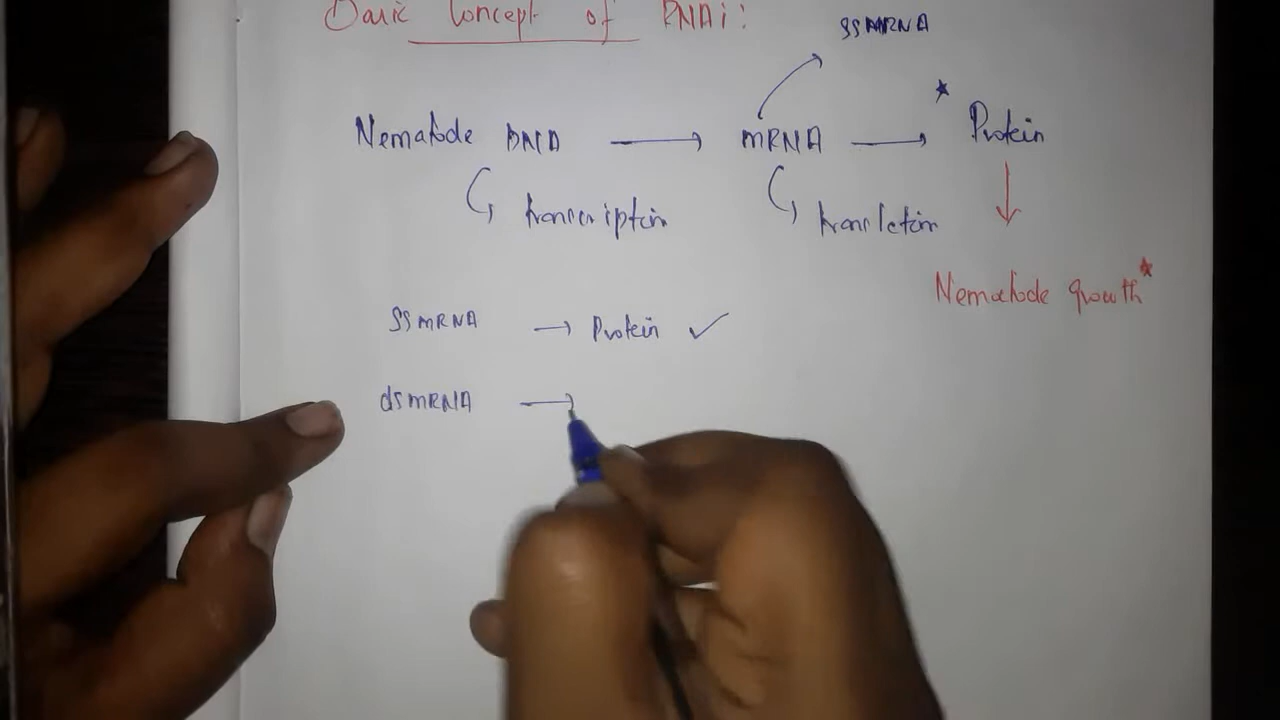 Basic Concept of RNAi:
ssmRNA
Nematode DNA → mRNA → * Protein
transcription translation
Nematode growth*
ssmRNA → Protein ✓
dsmRNA →